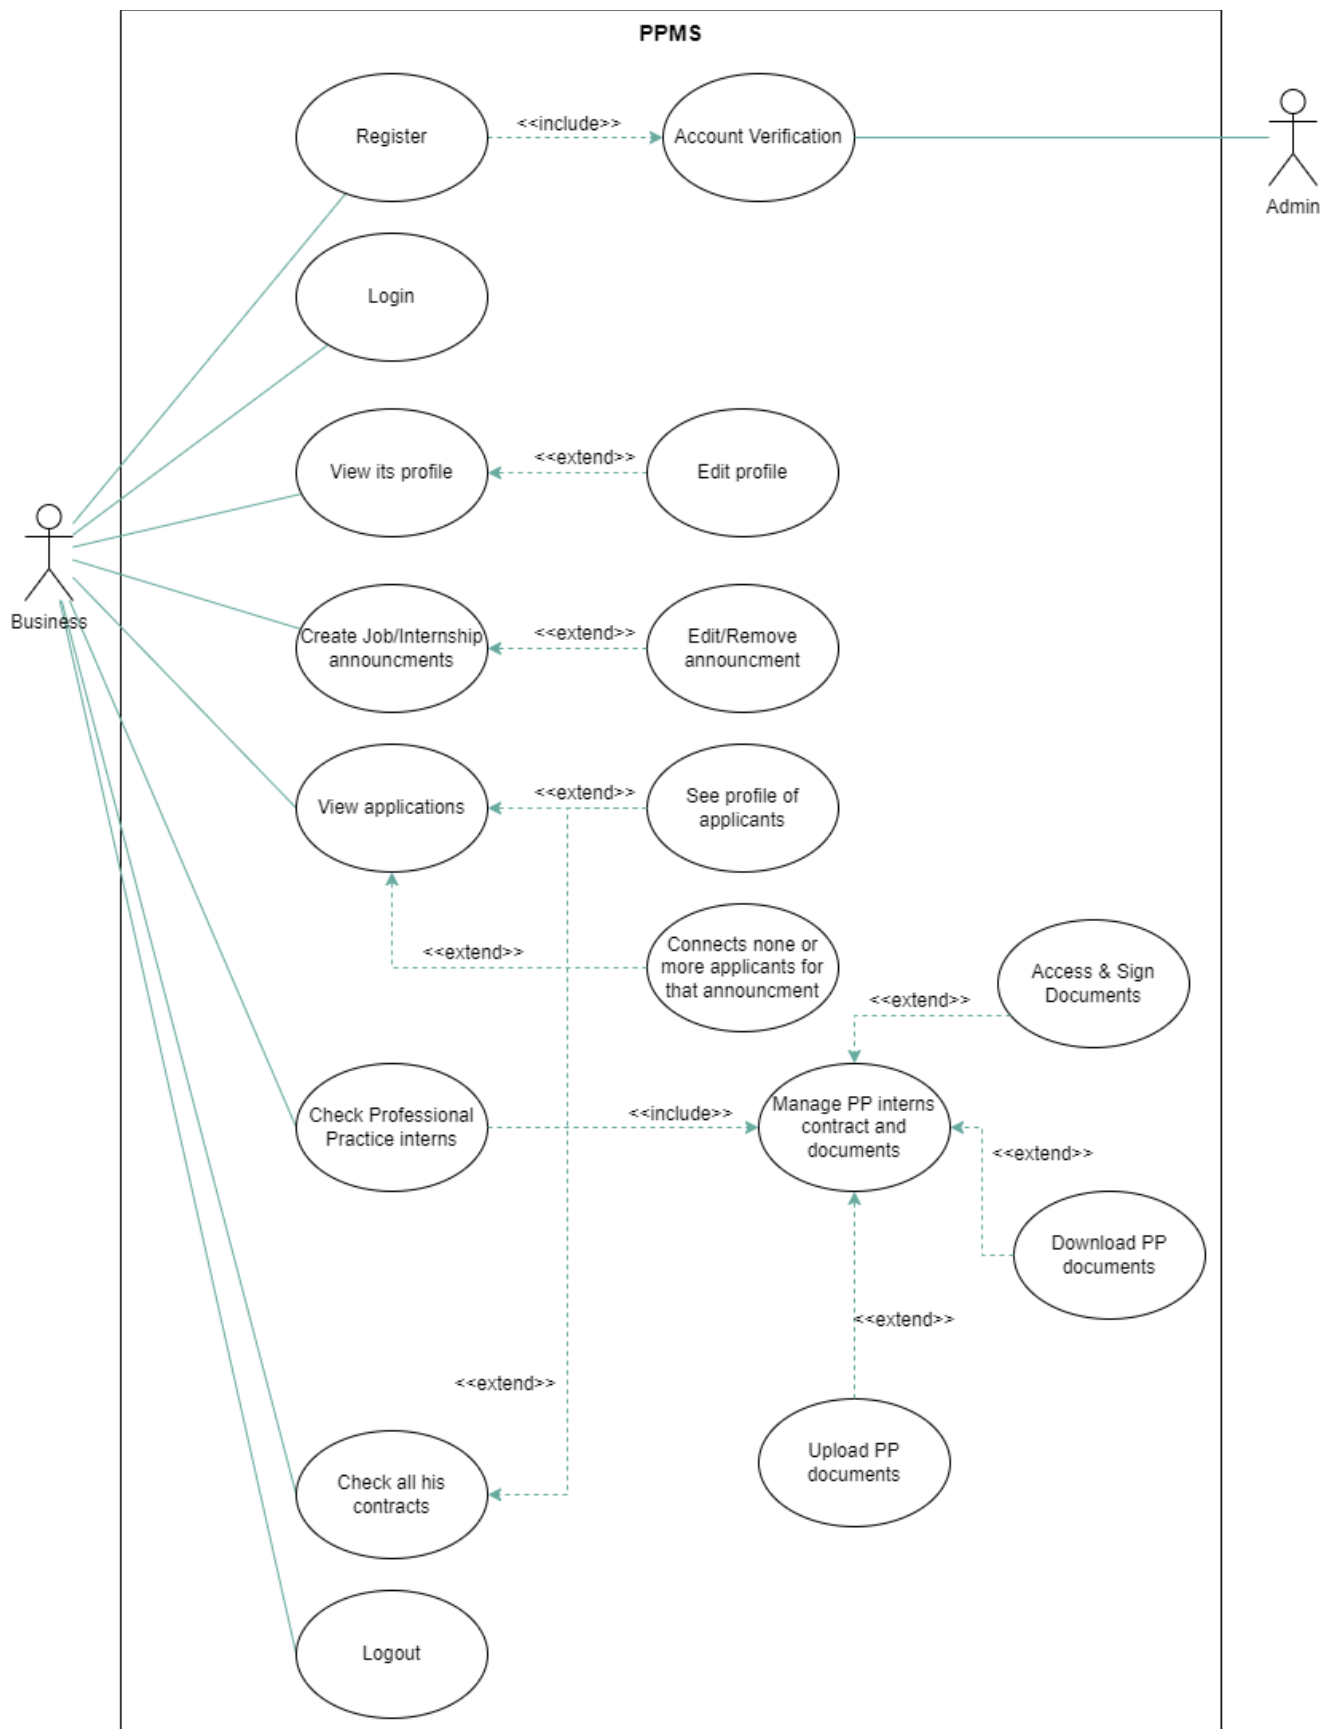 PPMS
Register
<<include>>
Account Verification
Admin
Login
View its profile
<<extend>>
Edit profile
Business
Create Job/Internship
announcments
<<extend>>
Edit/Remove
announcment
View applications
<<extend>>
See profile of
applicants
<<extend>>
Connects none or
more applicants for
that announcment
Access & Sign
Documents
<<extend>>
Check Professional
Practice interns
<<include>>
Manage PP interns
contract and
documents
<<extend>>
Download PP
documents
<<extend>>
<<extend>>
Upload PP
documents
Check all his
contracts
Logout